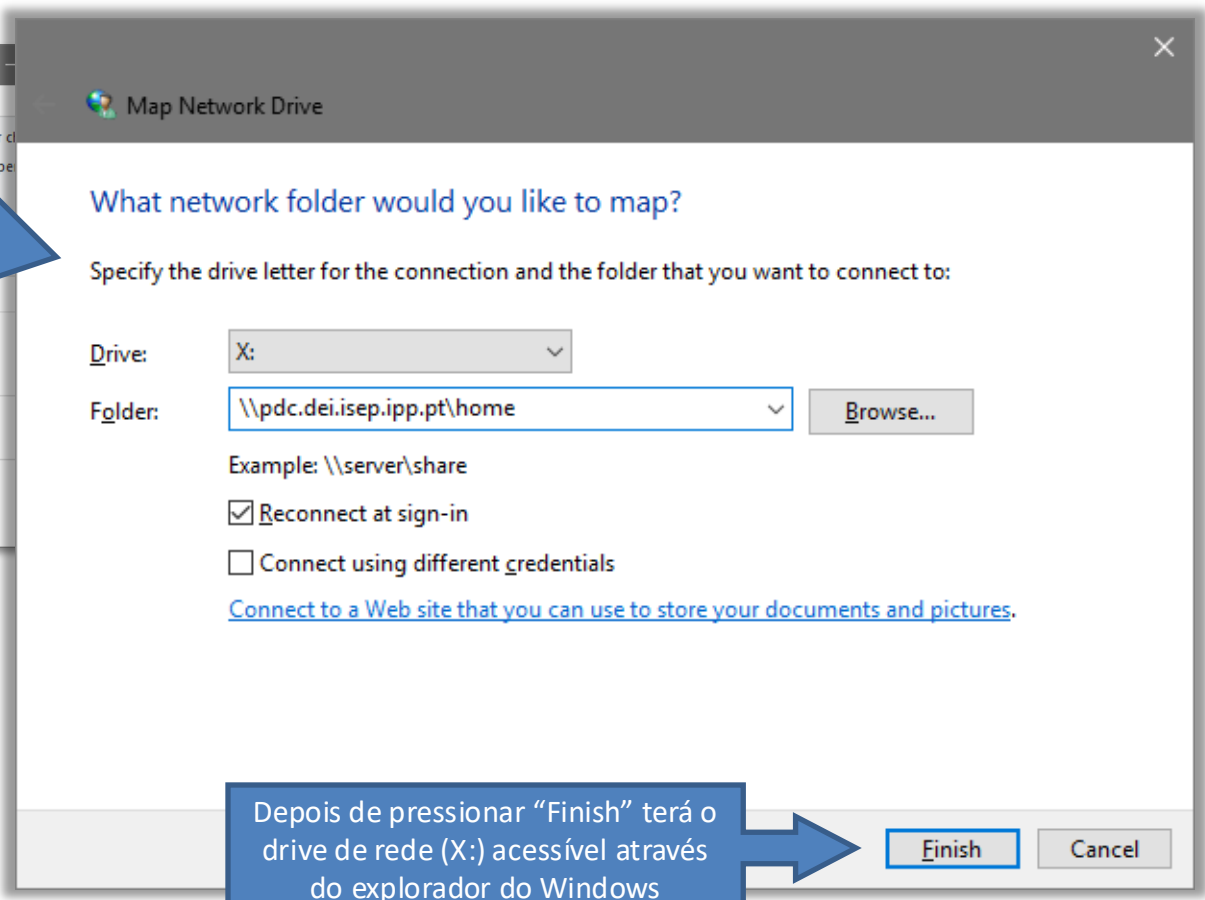 Map Network Drive
What network folder would you like to map?
Specify the drive letter for the connection and the folder that you want to connect to:
Drive:
X:
Folder:
\\pdc.dei.isep.ipp.pt\home
Browse...
Example: \\server\share
Reconnect at sign-in
Connect using different credentials
Connect to a Web site that you can use to store your documents and pictures.
Depois de pressionar “Finish” terá o
drive de rede (X:) acessível através
do explorador do Windows
Finish
Cancel